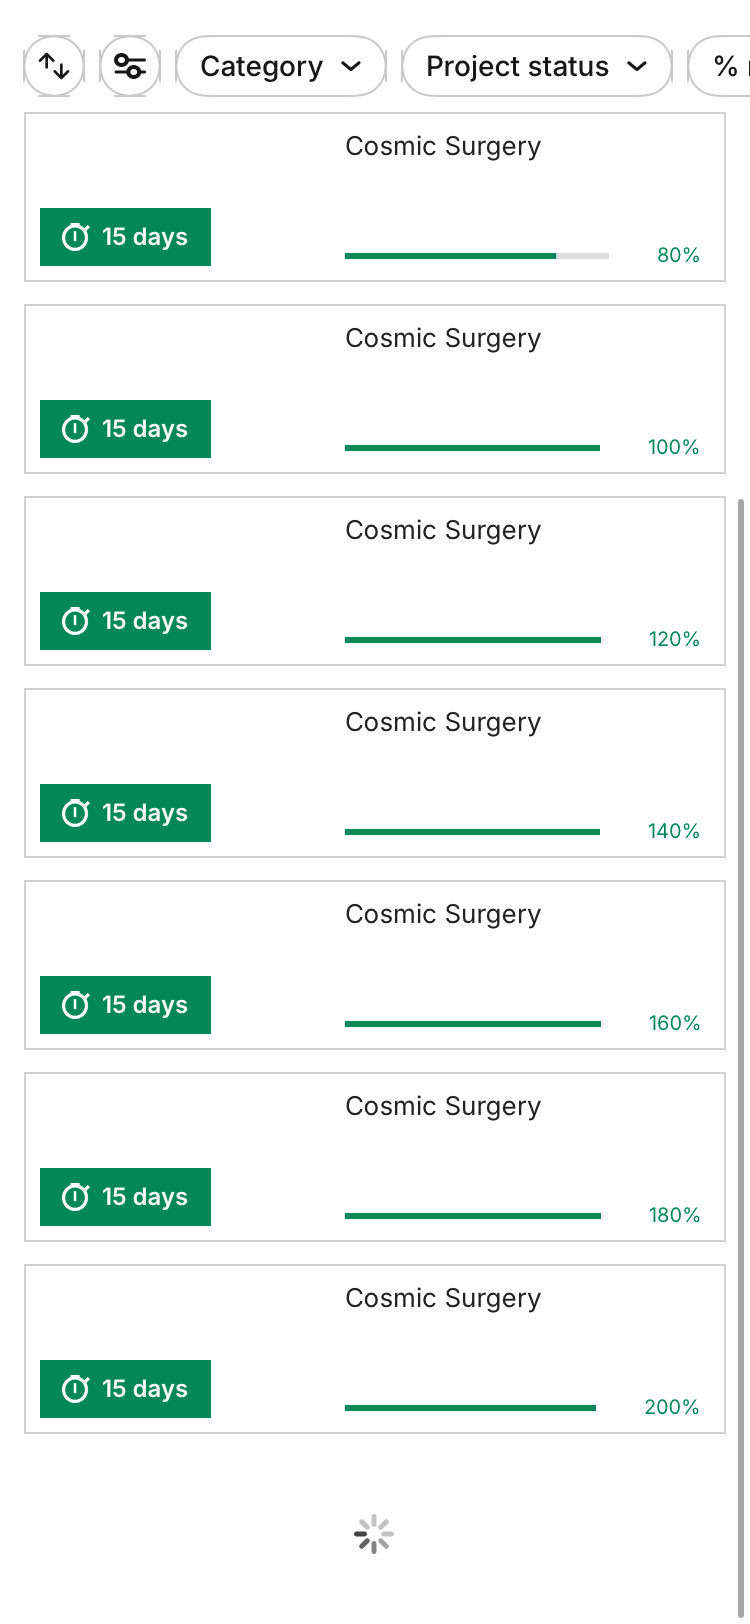 Category
Project status
%
Cosmic Surgery
15 days
80%
Cosmic Surgery
15 days
100%
Cosmic Surgery
15 days
120%
Cosmic Surgery
15 days
140%
Cosmic Surgery
15 days
160%
Cosmic Surgery
15 days
180%
Cosmic Surgery
15 days
200%